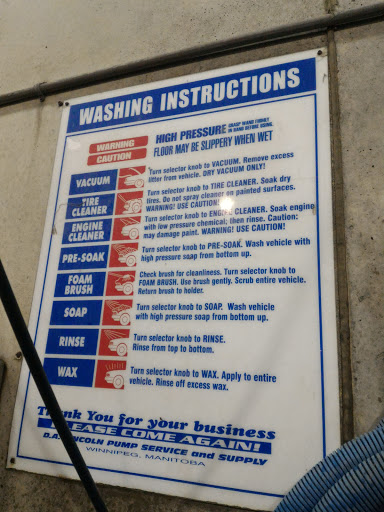 WASHING INSTRUCTIONS
WARNING HIGH PRESSURE GRASP WAND FIRMLY
IN HAND BEFORE USING.
CAUTION FLOOR MAY BE SLIPPERY WHEN WET
VACUUM Turn selector knob to VACUUM. Remove excess
litter from vehicle. DRY VACUUM ONLY!
TIRE CLEANER Turn selector knob to TIRE CLEANER. Soak dry
tires. Do not spray cleaner on painted surfaces.
WARNING! USE CAUTION!
ENGINE CLEANER Turn selector knob to ENGINE CLEANER. Soak engine
with low pressure chemical; then rinse. Caution:
may damage paint. WARNING! USE CAUTION!
PRE-SOAK Turn selector knob to PRE-SOAK. Wash vehicle with
high pressure soap from bottom up.
FOAM BRUSH Check brush for cleanliness. Turn selector knob to
FOAM BRUSH. Use brush gently. Scrub entire vehicle.
Return brush to holder.
SOAP Turn selector knob to SOAP. Wash vehicle
with high pressure soap from bottom up.
RINSE Turn selector knob to RINSE.
Rinse from top to bottom.
WAX Turn selector knob to WAX. Apply to entire
vehicle. Rinse off excess wax.
Thank You for your business
PLEASE COME AGAIN!
D.A. LINCOLN PUMP SERVICE and SUPPLY
WINNIPEG, MANITOBA